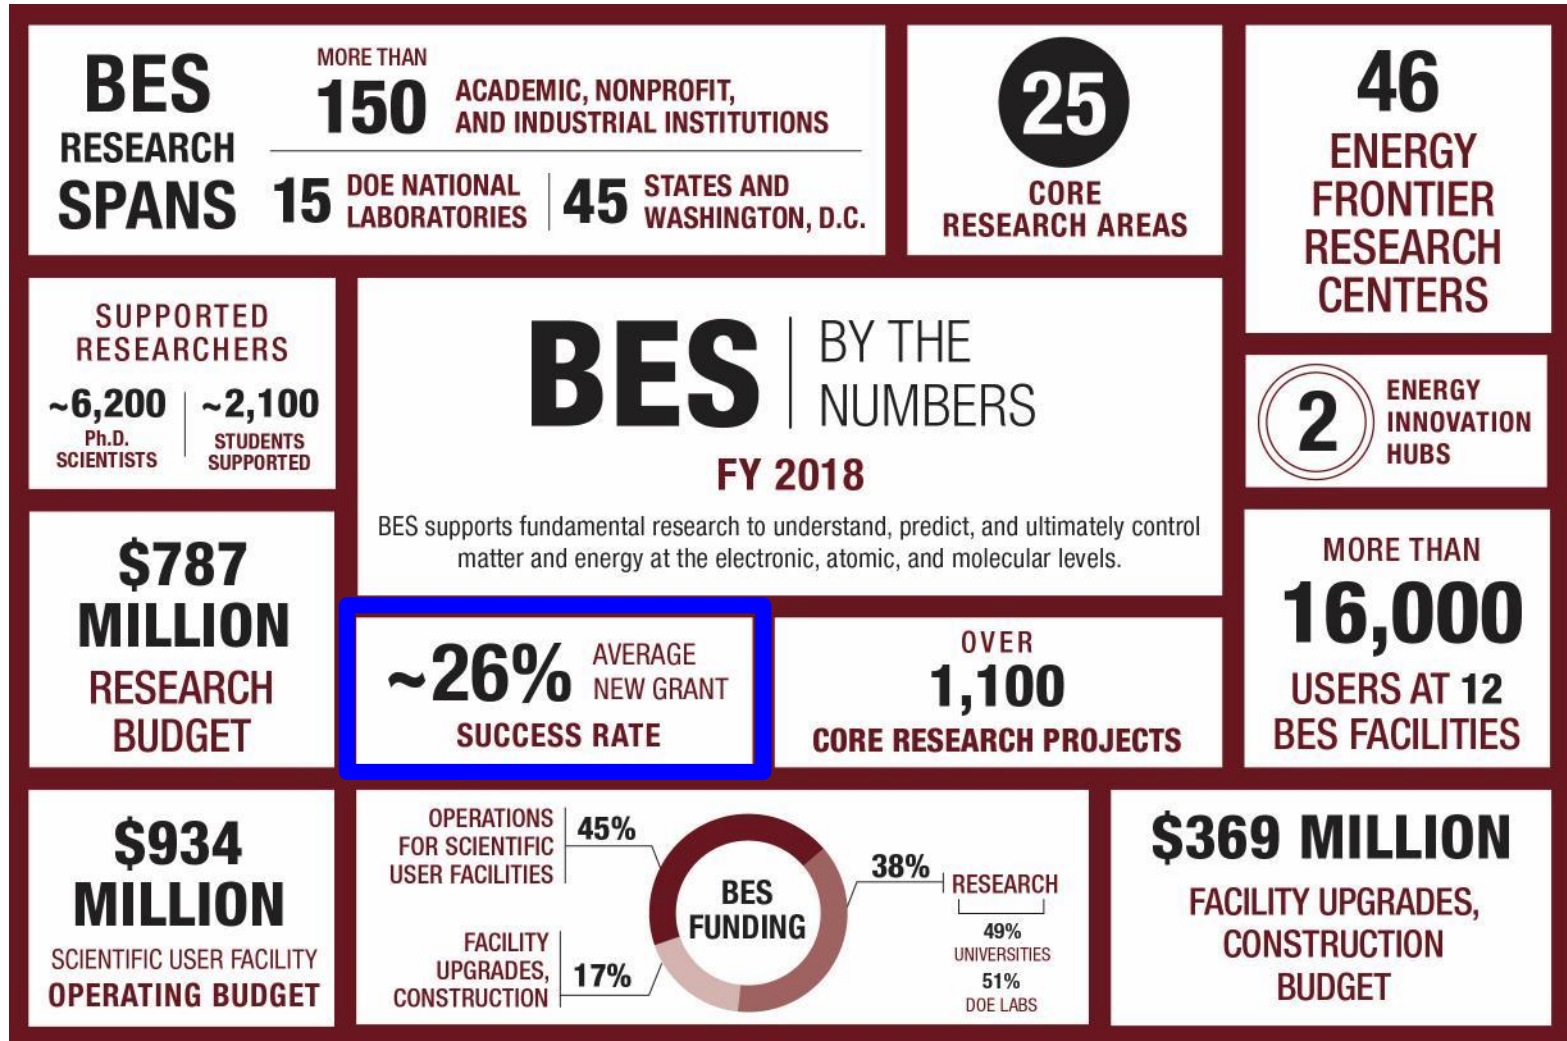 BES
RESEARCH
SPANS
MORE THAN
150
ACADEMIC, NONPROFIT,
AND INDUSTRIAL INSTITUTIONS
15
DOE NATIONAL
LABORATORIES
45
STATES AND
WASHINGTON, D.C.
25
CORE
RESEARCH AREAS
46
ENERGY
FRONTIER
RESEARCH
CENTERS
SUPPORTED
RESEARCHERS
~6,200
Ph.D.
SCIENTISTS
~2,100
STUDENTS
SUPPORTED
BES
BY THE
NUMBERS
FY 2018
BES supports fundamental research to understand, predict, and ultimately control
matter and energy at the electronic, atomic, and molecular levels.
2
ENERGY
INNOVATION
HUBS
$787
MILLION
RESEARCH
BUDGET
~26%
AVERAGE
NEW GRANT
SUCCESS RATE
OVER
1,100
CORE RESEARCH PROJECTS
MORE THAN
16,000
USERS AT 12
BES FACILITIES
$934
MILLION
SCIENTIFIC USER FACILITY
OPERATING BUDGET
OPERATIONS
FOR SCIENTIFIC
USER FACILITIES
45%
FACILITY
UPGRADES,
CONSTRUCTION
17%
BES
FUNDING
38%
RESEARCH
49%
UNIVERSITIES
51%
DOE LABS
$369 MILLION
FACILITY UPGRADES,
CONSTRUCTION
BUDGET